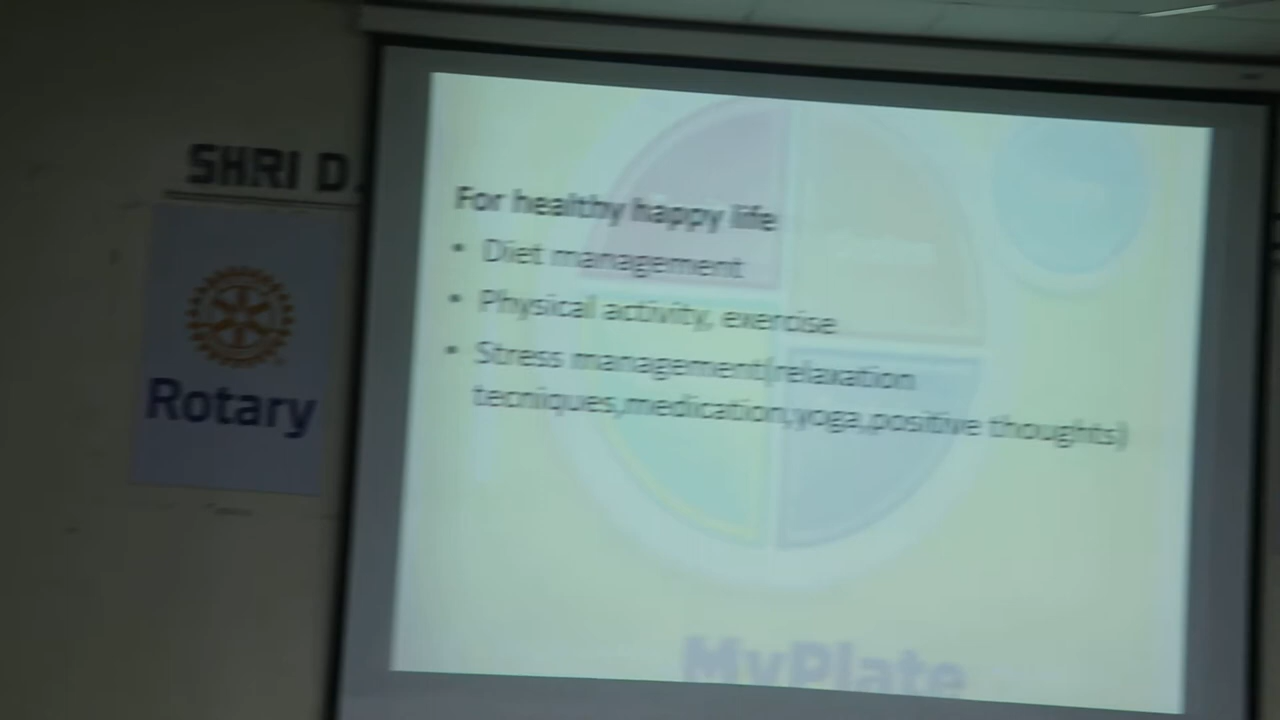 SHRI D.
Rotary
For healthy happy life
• Diet management
• Physical activity, exercise
• Stress management(relaxation
tecniques,medication,yoga,positive thoughts)
MyPlate